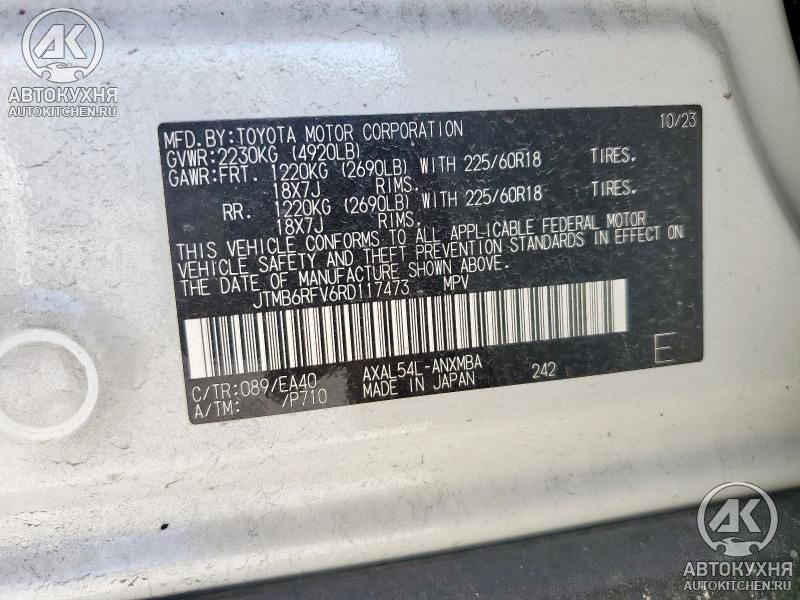 AK
АВТОКУХНЯ
AUTOKITCHEN.RU
10/23
MFD.BY:TOYOTA MOTOR CORPORATION
GVWR:2230KG (4920LB)
GAWR:FRT. 1220KG (2690LB) WITH 225/60R18 TIRES.
18X7J RIMS.
RR. 1220KG (2690LB) WITH 225/60R18 TIRES.
18X7J RIMS.
THIS VEHICLE CONFORMS TO ALL APPLICABLE FEDERAL MOTOR
VEHICLE SAFETY AND THEFT PREVENTION STANDARDS IN EFFECT ON
THE DATE OF MANUFACTURE SHOWN ABOVE.
JTMB6RFV6RD117473 MPV
C/TR:089/EA40 AXAL54L-ANXMBA E
A/TM: /P710 MADE IN JAPAN 242
AK
АВТОКУХНЯ
AUTOKITCHEN.RU